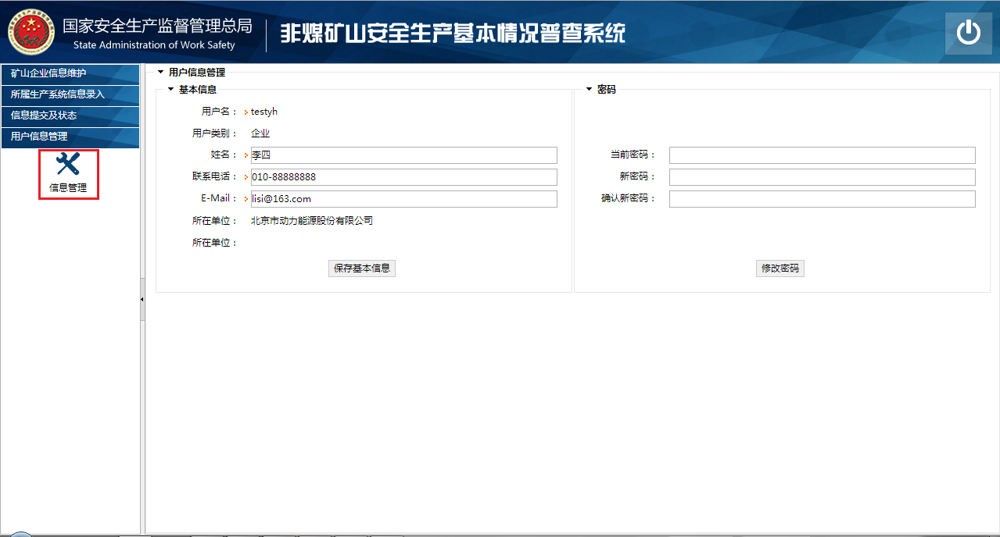 国家安全生产监督管理总局
State Administration of Work Safety
非煤矿山安全生产基本情况普查系统
矿山企业信息维护
所属生产系统信息录入
信息提交及状态
用户信息管理
信息管理
用户信息管理
基本信息
用户名： testyh
用户类别： 企业
姓名： 李四
联系电话： 010-88888888
E-Mail： lisi@163.com
所在单位： 北京市动力能源股份有限公司
所在单位：
保存基本信息
密码
当前密码：
新密码：
确认新密码：
修改密码